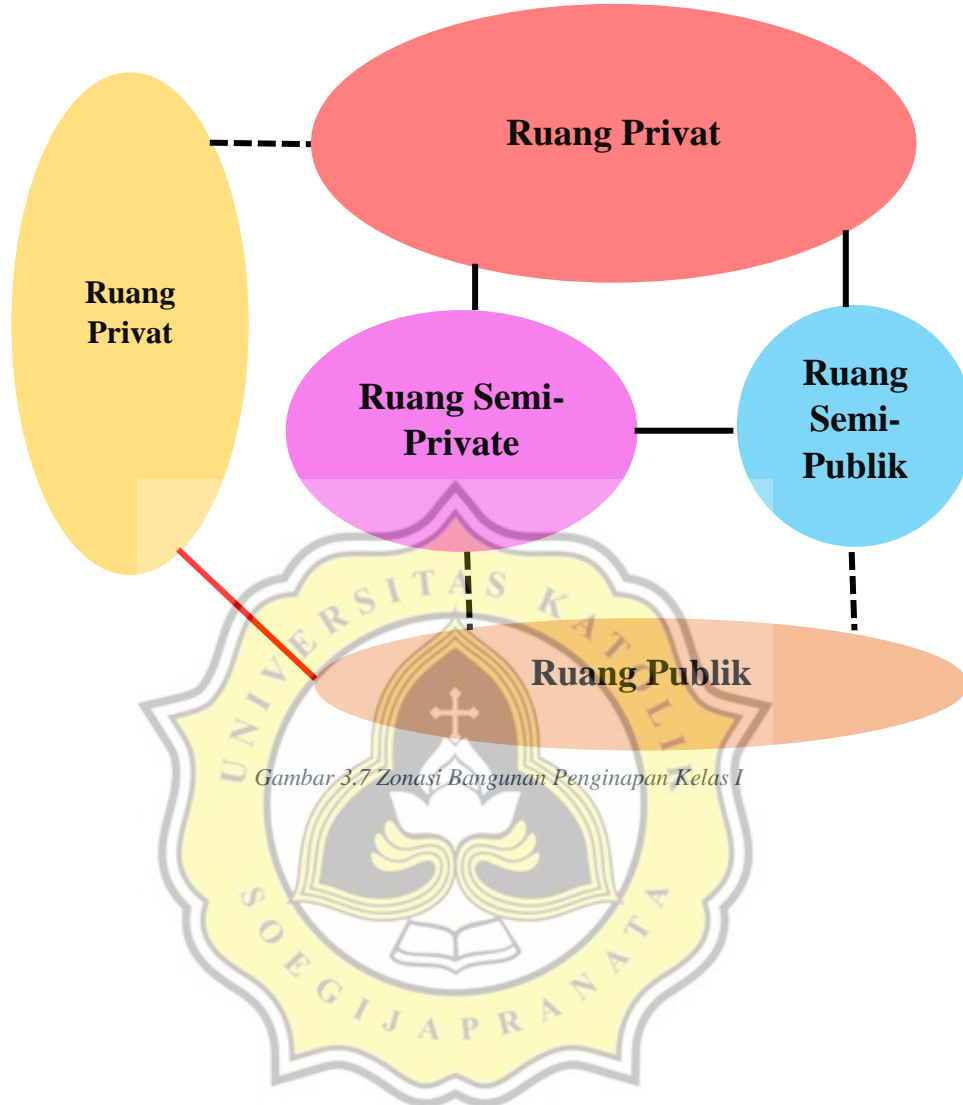 Ruang Privat
Ruang
Privat
Ruang Semi-
Private
Ruang
Semi-
Publik
Ruang Publik
Gambar 3.7 Zonasi Bangunan Penginapan Kelas I
UNIVERSITAS KATOLIK
SOEGIJAPRANATA